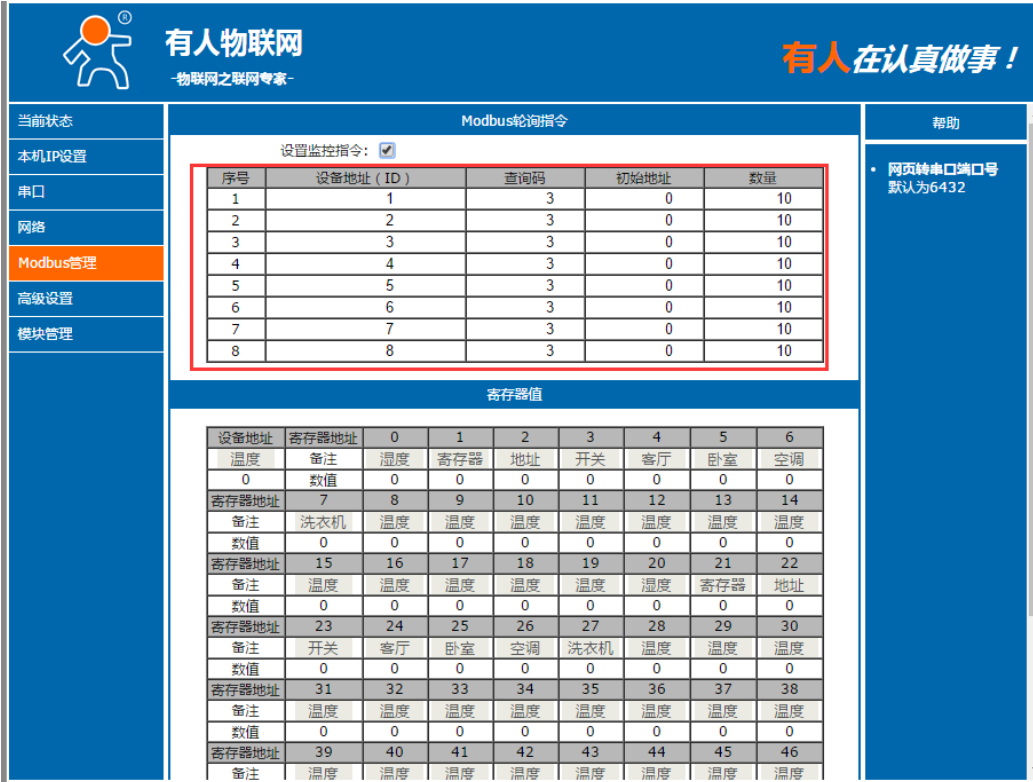 ®
有人物联网
-物联网之联网专家-
有人在认真做事！
当前状态
本机IP设置
串口
网络
Modbus管理
高级设置
模块管理
Modbus轮询指令
设置监控指令：
序号 设备地址（ID） 查询码 初始地址 数量
1 1 3 0 10
2 2 3 0 10
3 3 3 0 10
4 4 3 0 10
5 5 3 0 10
6 6 3 0 10
7 7 3 0 10
8 8 3 0 10
寄存器值
设备地址 寄存器地址 0 1 2 3 4 5 6
温度 备注 湿度 寄存器 地址 开关 客厅 卧室 空调
0 数值 0 0 0 0 0 0 0
寄存器地址 7 8 9 10 11 12 13 14
备注 洗衣机 温度 温度 温度 温度 温度 温度 温度
数值 0 0 0 0 0 0 0 0
寄存器地址 15 16 17 18 19 20 21 22
备注 温度 温度 温度 温度 温度 湿度 寄存器 地址
数值 0 0 0 0 0 0 0 0
寄存器地址 23 24 25 26 27 28 29 30
备注 开关 客厅 卧室 空调 洗衣机 温度 温度 温度
数值 0 0 0 0 0 0 0 0
寄存器地址 31 32 33 34 35 36 37 38
备注 温度 温度 温度 温度 温度 温度 温度 温度
数值 0 0 0 0 0 0 0 0
寄存器地址 39 40 41 42 43 44 45 46
备注 温度 温度 温度 温度 温度 温度 温度 温度
帮助
• 网页转串口端口号
默认为6432